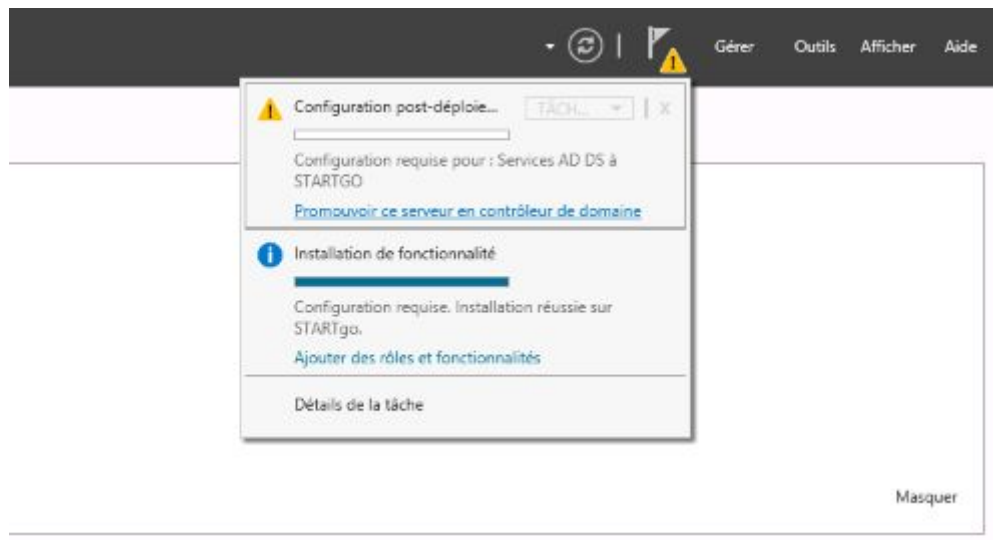 Gérer Outils Afficher Aide
Configuration post-déploie... TÂCH... x
Configuration requise pour : Services AD DS à
STARTGO
Promouvoir ce serveur en contrôleur de domaine
Installation de fonctionnalité
Configuration requise. Installation réussie sur
STARTgo.
Ajouter des rôles et fonctionnalités
Détails de la tâche
Masquer